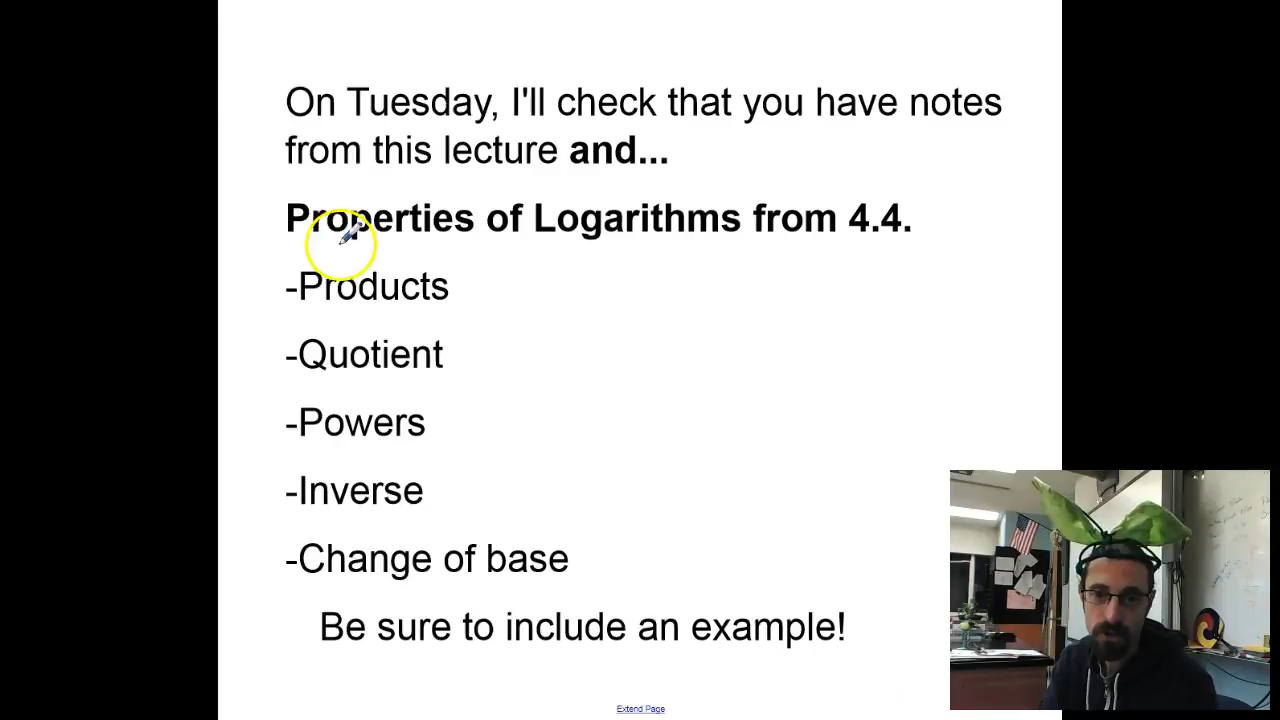 On Tuesday, I'll check that you have notes
from this lecture and...
Properties of Logarithms from 4.4.
-Products
-Quotient
-Powers
-Inverse
-Change of base
Be sure to include an example!
Extend Page